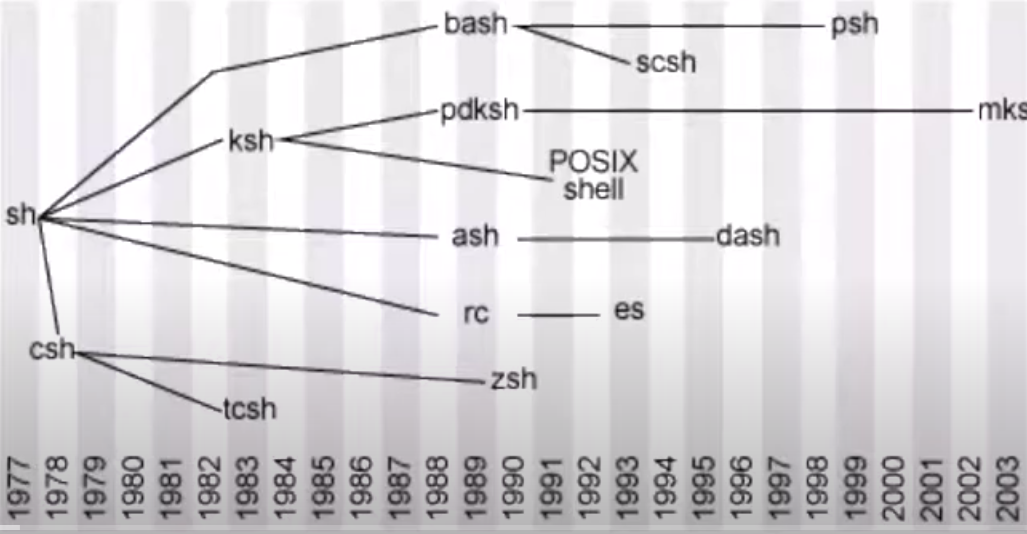 bash
psh
scsh
pdksh
mks
ksh
POSIX
shell
sh
ash
dash
rc
es
csh
zsh
tcsh
1977
1978
1979
1980
1981
1982
1983
1984
1985
1986
1987
1988
1989
1990
1991
1992
1993
1994
1995
1996
1997
1998
1999
2000
2001
2002
2003